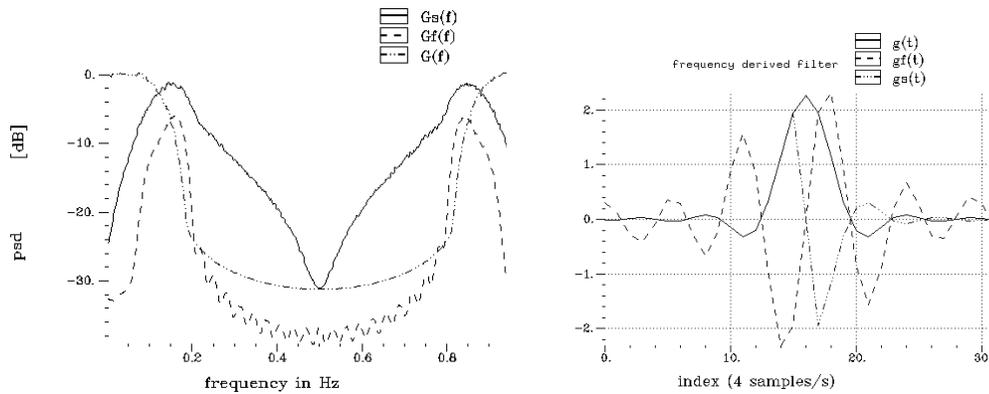 Gs(f)
Gf(f)
G(f)
0.
-10.
-20.
-30.
[dB]
psd
0.2
0.4
0.6
0.8
frequency in Hz
g(t)
gf(t)
gs(t)
frequency derived filter
2.
1.
0.
-1.
-2.
0.
10.
20.
30
index (4 samples/s)